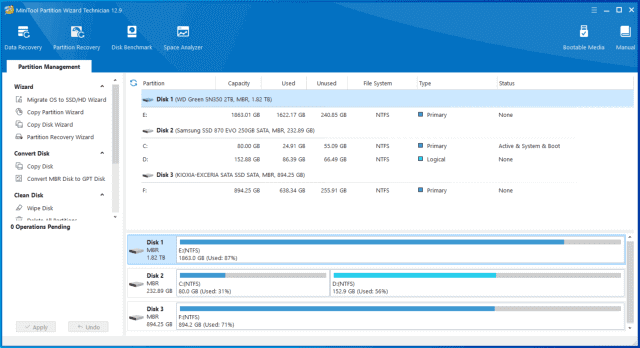 MiniTool Partition Wizard Technician 12.9
Data Recovery Partition Recovery Disk Benchmark Space Analyzer Bootable Media Manual
Partition Management
Wizard
Migrate OS to SSD/HD Wizard
Copy Partition Wizard
Copy Disk Wizard
Partition Recovery Wizard
Convert Disk
Copy Disk
Convert MBR Disk to GPT Disk
Clean Disk
Wipe Disk
Delete All Partitions
0 Operations Pending
Apply Undo
Partition Capacity Used Unused File System Type Status
Disk 1 (WD Green SN350 2TB, MBR, 1.82 TB)
E: 1863.01 GB 1622.17 GB 240.85 GB NTFS Primary None
Disk 2 (Samsung SSD 870 EVO 250GB SATA, MBR, 232.89 GB)
C: 80.00 GB 24.91 GB 55.09 GB NTFS Primary Active & System & Boot
D: 152.88 GB 86.39 GB 66.49 GB NTFS Logical None
Disk 3 (KIOXIA-EXCERIA SATA SSD SATA, MBR, 894.25 GB)
F: 894.25 GB 638.34 GB 255.91 GB NTFS Primary None
Disk 1
MBR
1.82 TB
E:(NTFS)
1863.0 GB (Used: 87%)
Disk 2
MBR
232.89 GB
C:(NTFS)
80.0 GB (Used: 31%)
D:(NTFS)
152.9 GB (Used: 56%)
Disk 3
MBR
894.25 GB
F:(NTFS)
894.2 GB (Used: 71%)